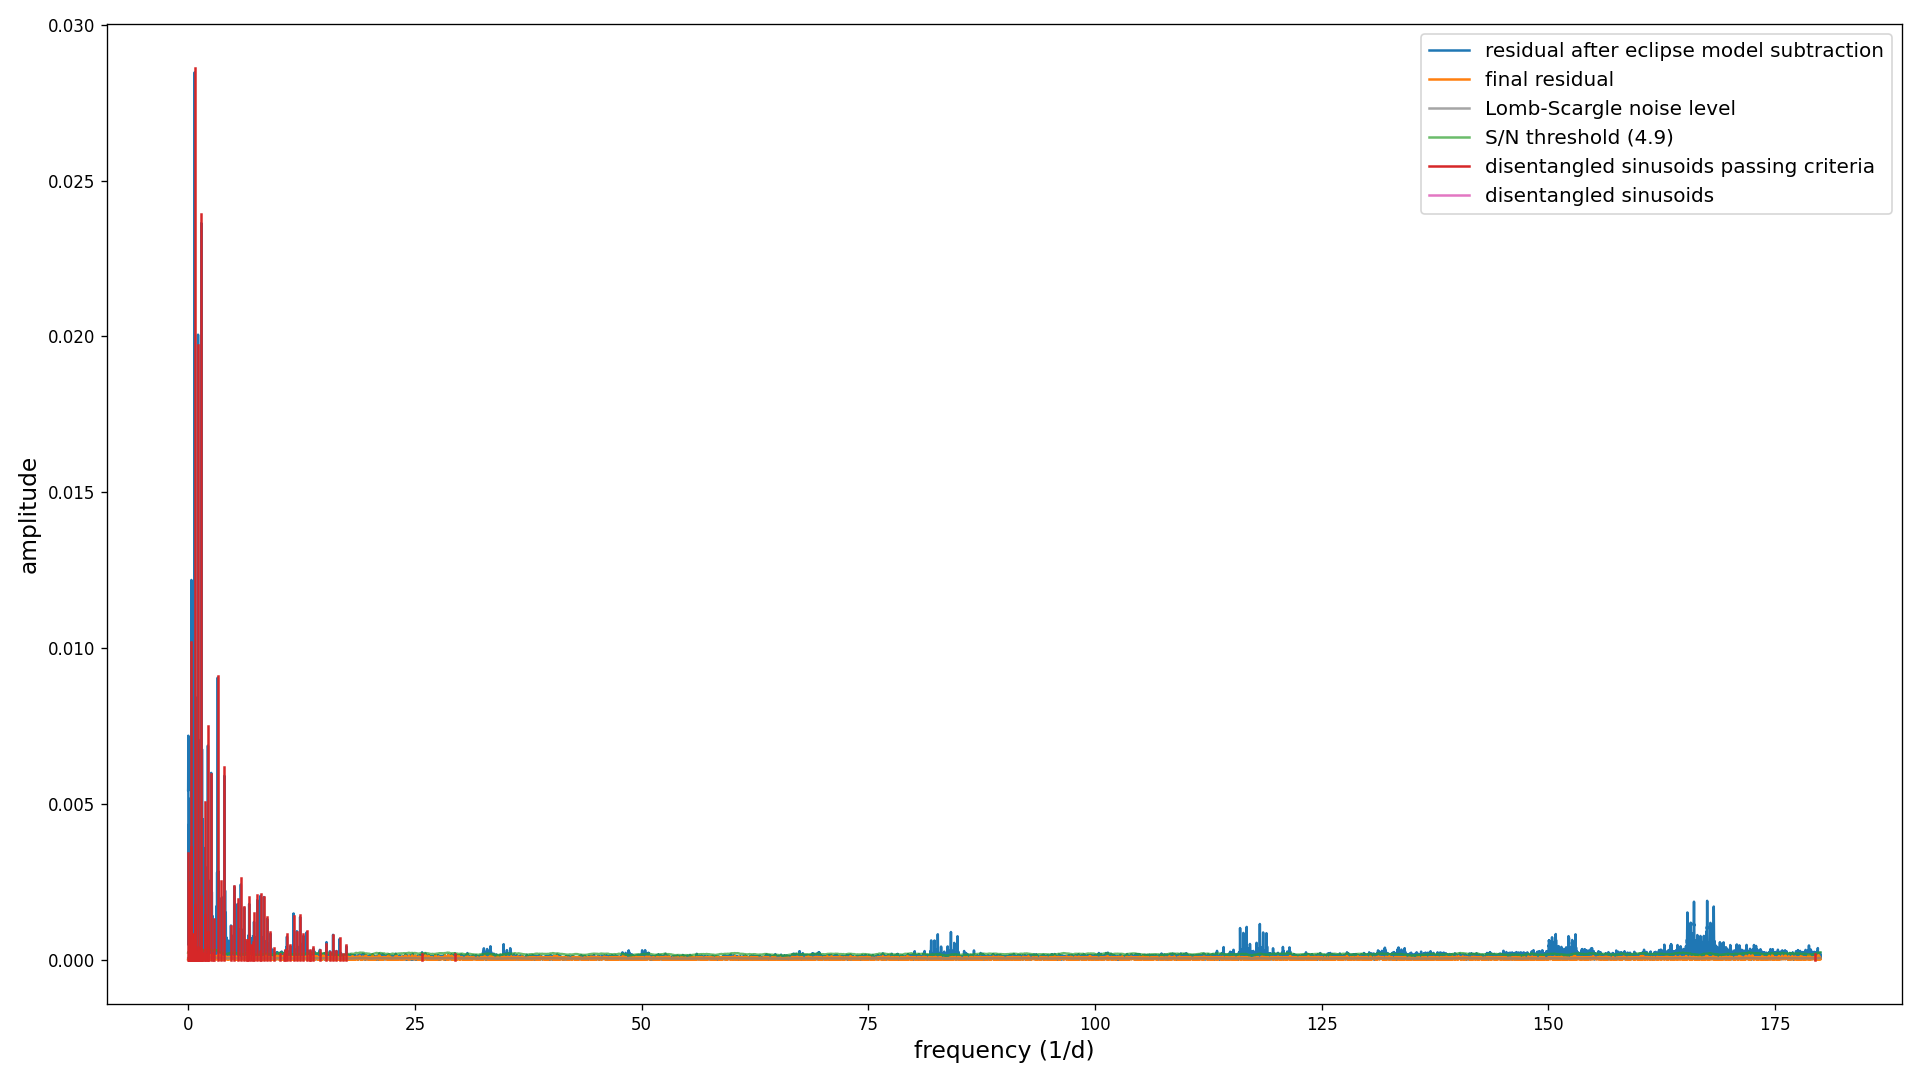 residual after eclipse model subtraction
final residual
Lomb-Scargle noise level
S/N threshold (4.9)
disentangled sinusoids passing criteria
disentangled sinusoids
0.030
0.025
0.020
0.015
0.010
0.005
0.000
amplitude
0 25 50 75 100 125 150 175
frequency (1/d)